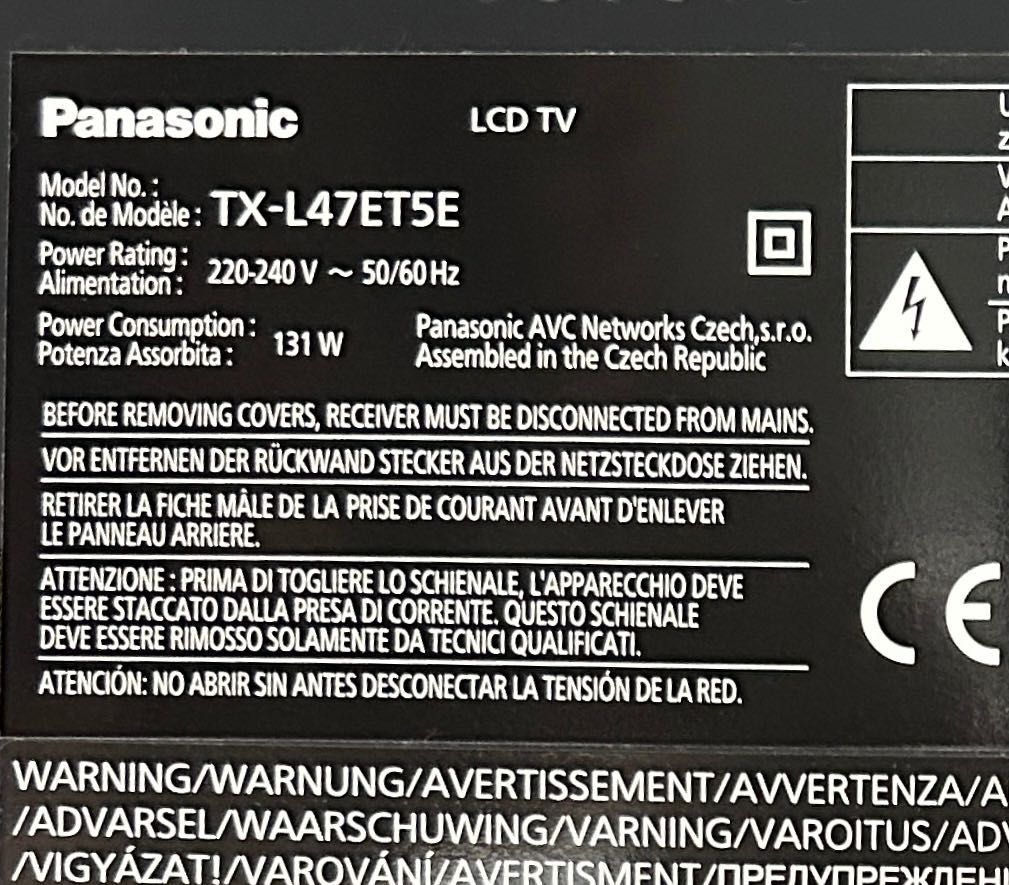 Panasonic
LCD TV
Model No. :
No. de Modèle : TX-L47ET5E
Power Rating :
Alimentation : 220-240 V ~ 50/60 Hz
Power Consumption :
Potenza Assorbita : 131 W
Panasonic AVC Networks Czech,s.r.o.
Assembled in the Czech Republic
BEFORE REMOVING COVERS, RECEIVER MUST BE DISCONNECTED FROM MAINS.
VOR ENTFERNEN DER RÜCKWAND STECKER AUS DER NETZSTECKDOSE ZIEHEN.
RETIRER LA FICHE MÂLE DE LA PRISE DE COURANT AVANT D'ENLEVER
LE PANNEAU ARRIERE.
ATTENZIONE : PRIMA DI TOGLIERE LO SCHIENALE, L'APPARECCHIO DEVE
ESSERE STACCATO DALLA PRESA DI CORRENTE. QUESTO SCHIENALE
DEVE ESSERE RIMOSSO SOLAMENTE DA TECNICI QUALIFICATI.
ATENCIÓN: NO ABRIR SIN ANTES DESCONECTAR LA TENSIÓN DE LA RED.
CE
WARNING/WARNUNG/AVERTISSEMENT/AVVERTENZA/
/ADVARSEL/WAARSCHUWING/VARNING/VAROITUS/
/VIGYÁZAT!/VAROVÁNÍ/AVERTISMENT/